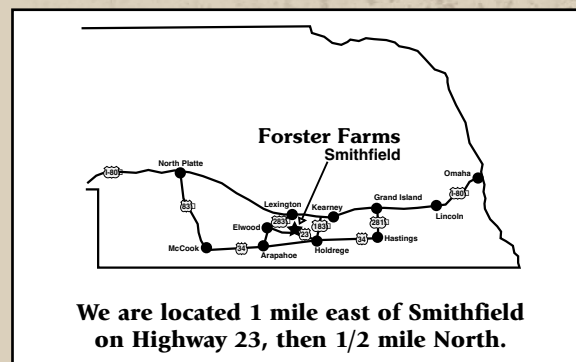 Forster Farms
Smithfield
North Platte
Omaha
I-80
I-80
83
Lexington
Kearney
Grand Island
Lincoln
Elwood
283
183
281
23
McCook
34
Arapahoe
Holdrege
34
Hastings
We are located 1 mile east of Smithfield
on Highway 23, then 1/2 mile North.